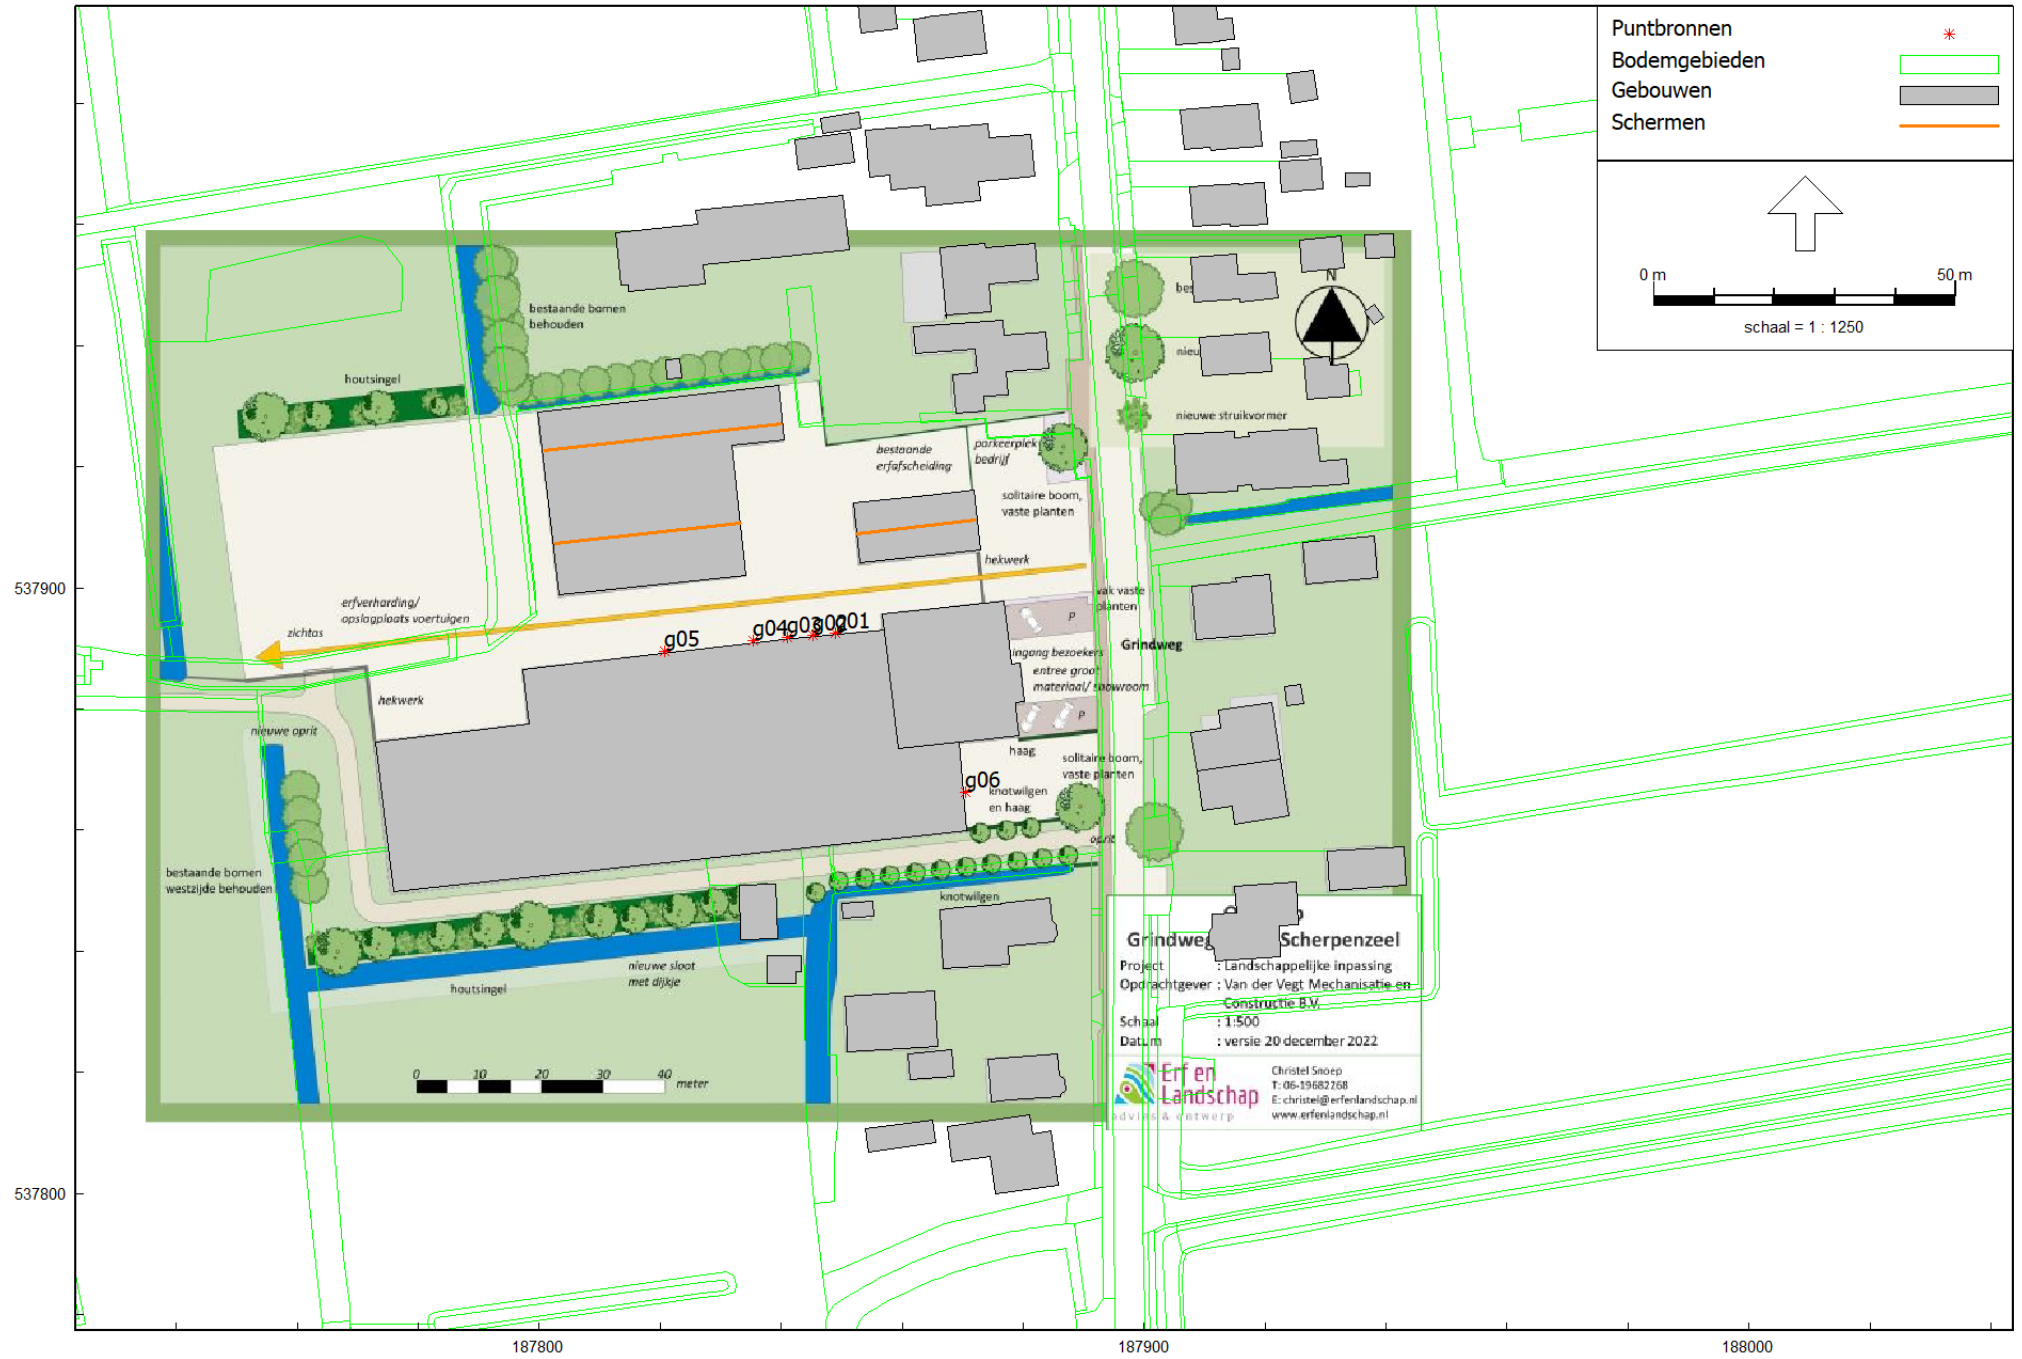 Puntbronnen
Bodemgebieden
Gebouwen
Schermen
0 m 50 m
schaal = 1 : 1250
N
bestaande bomen
behouden
houtsingel
nieuwe struikvormer
bestaande
erfafscheiding
parkeerplek
bedrijf
solitaire boom,
vaste planten
hekwerk
vak vaste
planten
erfverharding/
opslagplaats voertuigen
zichtas
g05
g04
g03
g02
g01
P
Grindweg
ingang bezoekers
entree groot
materiaal/ showroom
P
hekwerk
nieuwe oprit
haag
solitaire boom,
vaste planten
g06
knotwilgen
en haag
oprit
bestaande bomen
westzijde behouden
knotwilgen
nieuwe sloot
met dijkje
houtsingel
0 10 20 30 40
meter
Grindweg Scherpenzeel
Project : Landschappelijke inpassing
Opdrachtgever : Van der Vegt Mechanisatie en
Constructie B.V.
Schaal : 1:500
Datum : versie 20 december 2022
Erf en
Landschap
advies & ontwerp
Christel Snoep
T: 06-19682268
E: christel@erfenlandschap.nl
www.erfenlandschap.nl
537900
537800
187800
187900
188000